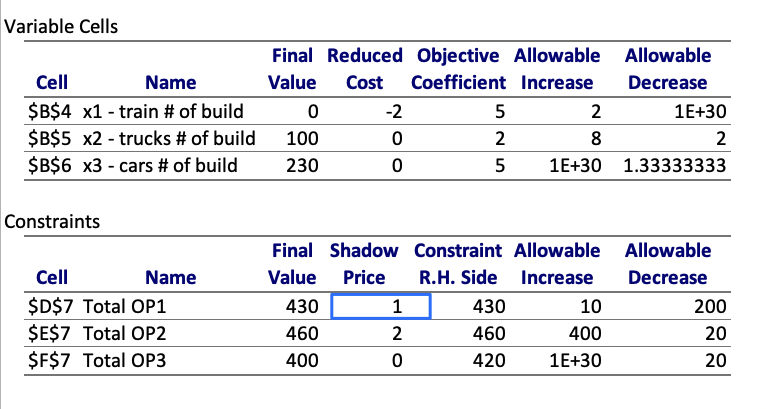 Variable Cells
Final Reduced Objective Allowable Allowable
Cell Name Value Cost Coefficient Increase Decrease
$B$4 x1 - train # of build 0 -2 5 2 1E+30
$B$5 x2 - trucks # of build 100 0 2 8 2
$B$6 x3 - cars # of build 230 0 5 1E+30 1.33333333
Constraints
Final Shadow Constraint Allowable Allowable
Cell Name Value Price R.H. Side Increase Decrease
$D$7 Total OP1 430 1 430 10 200
$E$7 Total OP2 460 2 460 400 20
$F$7 Total OP3 400 0 420 1E+30 20